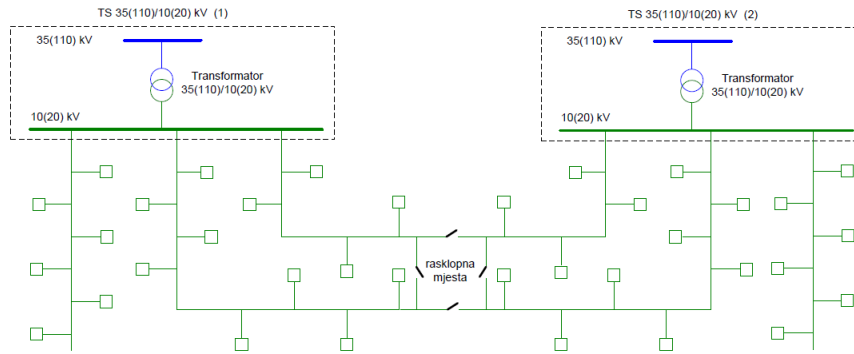 TS 35(110)/10(20) kV  (1)
35(110) kV
Transformator
35(110)/10(20) kV
10(20) kV
TS 35(110)/10(20) kV  (2)
35(110) kV
Transformator
35(110)/10(20) kV
10(20) kV
rasklopna
mjesta